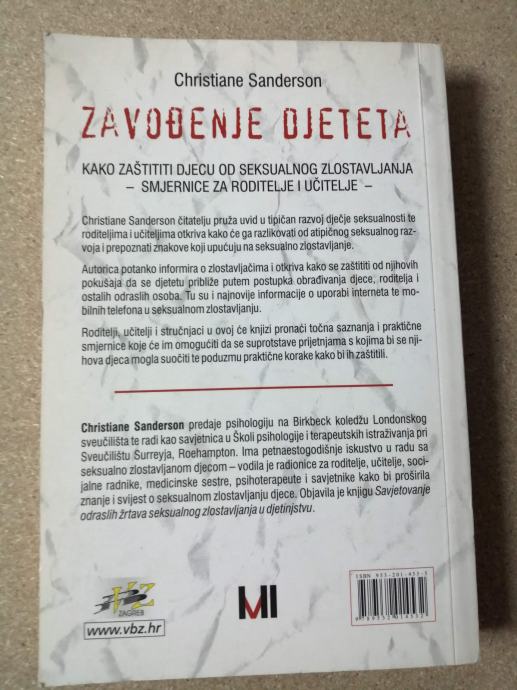 Christiane Sanderson
ZAVOĐENJE DJETETA
KAKO ZAŠTITITI DJECU OD SEKSUALNOG ZLOSTAVLJANJA
– SMJERNICE ZA RODITELJE I UČITELJE –
Christiane Sanderson čitatelju pruža uvid u tipičan razvoj dječje seksualnosti te
roditeljima i učiteljima otkriva kako će ga razlikovati od atipičnog seksualnog raz-
voja i prepoznati znakove koji upućuju na seksualno zlostavljanje.
Autorica potanko informira o zlostavljačima i otkriva kako se zaštititi od njihovih
pokušaja da se djetetu približe putem postupka obrađivanja djece, roditelja i
ostalih odraslih osoba. Tu su i najnovije informacije o uporabi interneta te mo-
bilnih telefona u seksualnom zlostavljanju.
Roditelji, učitelji i stručnjaci u ovoj će knjizi pronaći točna saznanja i praktične
smjernice koje će im omogućiti da se suprotstave prijetnjama s kojima bi se nji-
hova djeca mogla suočiti te poduzmu praktične korake kako bi ih zaštitili.
Christiane Sanderson predaje psihologiju na Birkbeck koledžu Londonskog
sveučilišta te radi kao savjetnica u Školi psihologije i terapeutskih istraživanja pri
Sveučilištu Surreyja, Roehampton. Ima petnaestogodišnje iskustvo u radu sa
seksualno zlostavljanom djecom – vodila je radionice za roditelje, učitelje, soci-
jalne radnike, medicinske sestre, psihoterapeute i savjetnike kako bi proširila
znanje i svijest o seksualnom zlostavljanju djece. Objavila je knjigu Savjetovanje
odraslih žrtava seksualnog zlostavljanja u djetinjstvu.
VZ
ZAGREB
www.vbz.hr
MI
ISBN 953-201-455-5